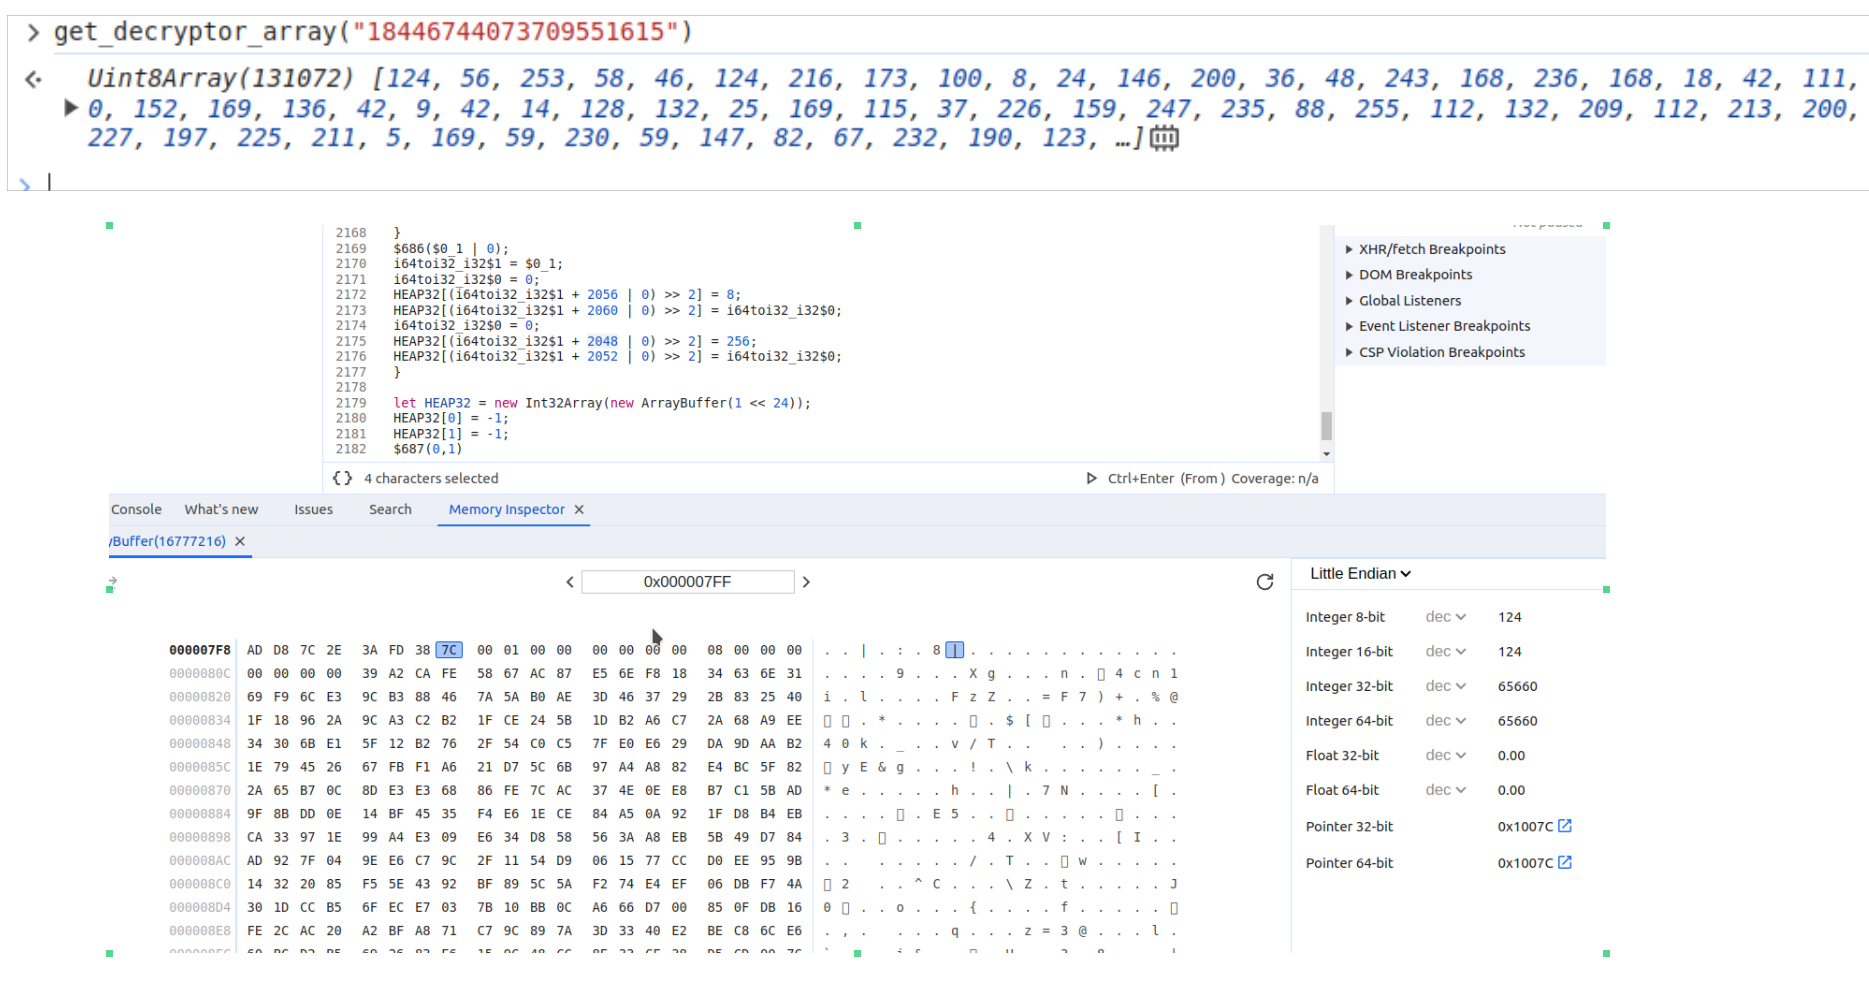 > get_decryptor_array("18446744073709551615")
Uint8Array(131072) [124, 56, 253, 58, 46, 124, 216, 173, 100, 8, 24, 146, 200, 36, 48, 243, 168, 236, 168, 18, 42, 111,
0, 152, 169, 136, 42, 9, 42, 14, 128, 132, 25, 169, 115, 37, 226, 159, 247, 235, 88, 255, 112, 132, 209, 112, 213, 200,
227, 197, 225, 211, 5, 169, 59, 230, 59, 147, 82, 67, 232, 190, 123, …]
2168 }
2169 $686($0_1 | 0);
2170 i64toi32_i32$1 = $0_1;
2171 i64toi32_i32$0 = 0;
2172 HEAP32[(i64toi32_i32$1 + 2056 | 0) >> 2] = 8;
2173 HEAP32[(i64toi32_i32$1 + 2060 | 0) >> 2] = i64toi32_i32$0;
2174 i64toi32_i32$0 = 0;
2175 HEAP32[(i64toi32_i32$1 + 2048 | 0) >> 2] = 256;
2176 HEAP32[(i64toi32_i32$1 + 2052 | 0) >> 2] = i64toi32_i32$0;
2177 }
2178
2179 let HEAP32 = new Int32Array(new ArrayBuffer(1 << 24));
2180 HEAP32[0] = -1;
2181 HEAP32[1] = -1;
2182 $687(0,1)
XHR/fetch Breakpoints
DOM Breakpoints
Global Listeners
Event Listener Breakpoints
CSP Violation Breakpoints
{} 4 characters selected
Ctrl+Enter (From ) Coverage: n/a
Console What's new Issues Search Memory Inspector ×
yBuffer(16777216) ×
0x000007FF
000007F8 AD D8 7C 2E 3A FD 38 7C 00 01 00 00 00 00 00 00 08 00 00 00 . . | . : . 8 | . . . . . . . . . . . .
0000080C 00 00 00 00 39 A2 CA FE 58 67 AC 87 E5 6E F8 18 34 63 6E 31 . . . . 9 . . . X g . . . n . 4 c n 1
00000820 69 F9 6C E3 9C B3 88 46 7A 5A B0 AE 3D 46 37 29 2B 83 25 40 i . l . . . . F z Z . . = F 7 ) + . % @
00000834 1F 18 96 2A 9C A3 C2 B2 1F CE 24 5B 1D B2 A6 C7 2A 68 A9 EE . * . . . . . $ [ . . . * h . .
00000848 34 30 6B E1 5F 12 B2 76 2F 54 C0 C5 7F E0 E6 29 DA 9D AA B2 4 0 k . _ . . v / T . . . . ) . . . .
0000085C 1E 79 45 26 67 FB F1 A6 21 D7 5C 6B 97 A4 A8 82 E4 BC 5F 82 y E & g . . . ! . \ k . . . . . . _ .
00000870 2A 65 B7 0C 8D E3 E3 68 86 FE 7C AC 37 4E 0E E8 B7 C1 5B AD * e . . . . . h . . | . 7 N . . . . [ .
00000884 9F 8B DD 0E 14 BF 45 35 F4 E6 1E CE 84 A5 0A 92 1F D8 B4 EB . . . . . E 5 . . . . . . . . . .
00000898 CA 33 97 1E 99 A4 E3 09 E6 34 D8 58 56 3A A8 EB 5B 49 D7 84 . 3 . . . . . 4 . X V : . . [ I . .
000008AC AD 92 7F 04 9E E6 C7 9C 2F 11 54 D9 06 15 77 CC D0 EE 95 9B . . . . . . . / . T . . w . . . . .
000008C0 14 32 20 85 F5 5E 43 92 BF 89 5C 5A F2 74 E4 EF 06 DB F7 4A 2 . . ^ C . . . \ Z . t . . . . . J
000008D4 30 1D CC B5 6F EC E7 03 7B 10 BB 0C A6 66 D7 00 85 0F DB 16 0 . . o . . . { . . . . f . . . . .
000008E8 FE 2C AC 20 A2 BF A8 71 C7 9C 89 7A 3D 33 40 E2 BE C8 6C E6 . , . . . . q . . . z = 3 @ . . . l .
Little Endian
Integer 8-bit dec 124
Integer 16-bit dec 124
Integer 32-bit dec 65660
Integer 64-bit dec 65660
Float 32-bit dec 0.00
Float 64-bit dec 0.00
Pointer 32-bit 0x1007C
Pointer 64-bit 0x1007C